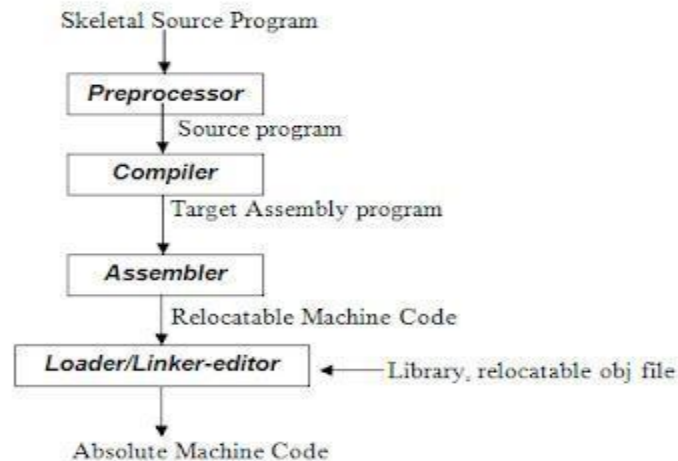 Skeletal Source Program
Preprocessor
Source program
Compiler
Target Assembly program
Assembler
Relocatable Machine Code
Loader/Linker-editor
Library, relocatable obj file
Absolute Machine Code